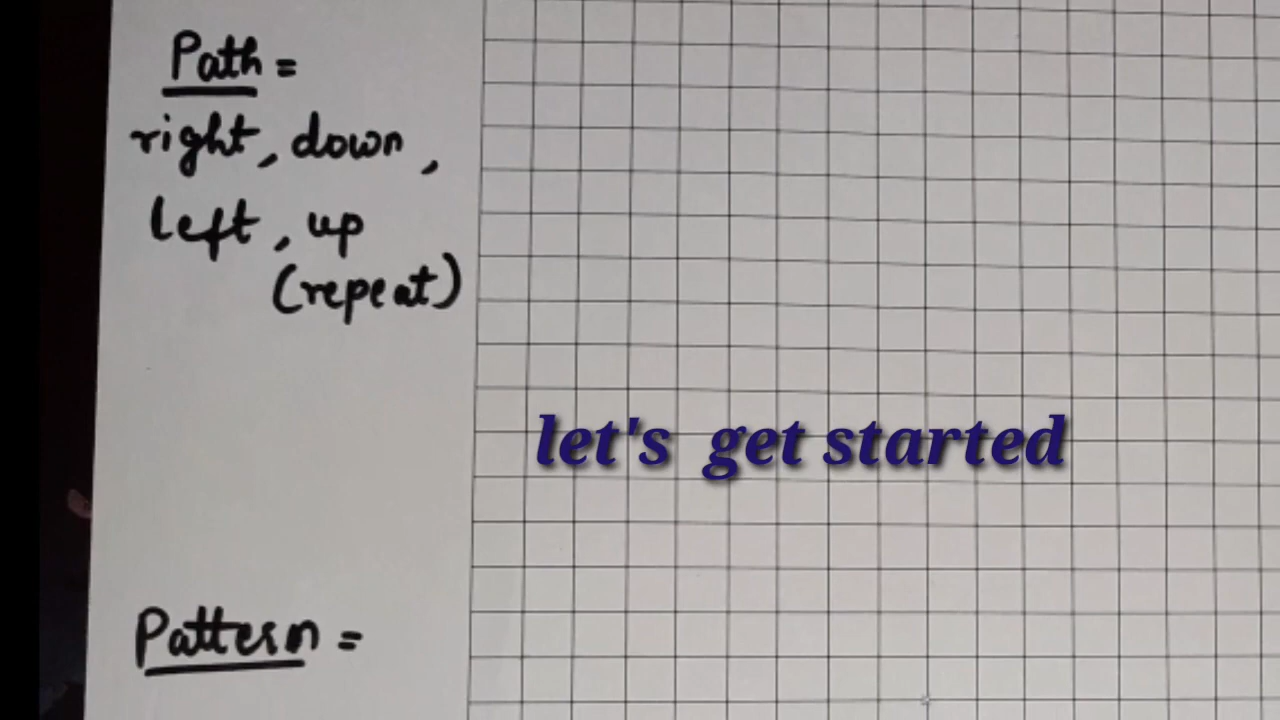 Path =
right, down,
left, up
(repeat)
let's get started
Pattern =